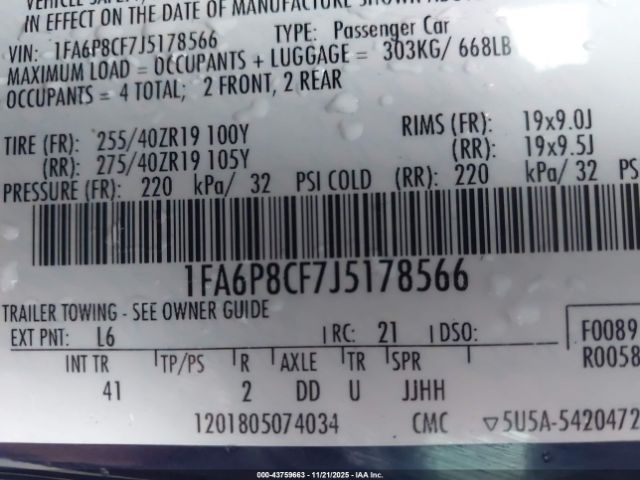 IN EFFECT ON THE DATE OF MANUFACTURE SHOWN
VIN: 1FA6P8CF7J5178566 TYPE: Passenger Car
MAXIMUM LOAD = OCCUPANTS + LUGGAGE = 303KG/ 668LB
OCCUPANTS = 4 TOTAL; 2 FRONT, 2 REAR
TIRE (FR): 255/40ZR19 100Y RIMS (FR): 19x9.0J
(RR): 275/40ZR19 105Y (RR): 19x9.5J
PRESSURE (FR): 220 kPa/ 32 PSI COLD (RR): 220 kPa/ 32 PS
1FA6P8CF7J5178566
TRAILER TOWING - SEE OWNER GUIDE
EXT PNT: L6 RC: 21 DSO: F0089
INT TR TP/PS R AXLE TR SPR R0058
41 2 DD U JJHH
1201805074034 CMC ▽5U5A-5420472
000-43759663 - 11/21/2025 - IAA Inc.